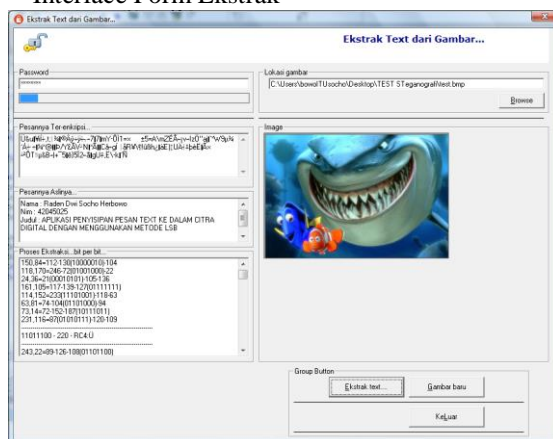 Interface Form Ekstrak
Ekstrak Text dari Gambar...
Ekstrak Text dari Gambar...
Password
********
Lokasi gambar
C:\Users\bowo\TUsocho\Desktop\TEST STeganografi\test.bmp
Browse
Pesannya Ter-enkripsi...
Image
Pesannya Aslinya...
Nama : Raden Dwi Socho Herbowo
Nim : 42045025
Judul : APLIKASI PENYISIPAN PESAN TEXT KE DALAM CITRA
DIGITAL DENGAN MENGGUNAKAN METODE LSB
Proses Ekstraksi...bit per bit...
150,84=112-130(10000010)-104
118,170=246-72(01001000)-22
24,36=21(00010101)-105-136
161,105=117-139-127(01111111)
114,152=233(11101001)-118-63
63,81=74-104(01101000)-94
73,14=72-152-187(10111011)
231,116=87(01010111)-128-109
11011100 - 220 - RC4:Ü
243,22=89-126-108(01101100)
Group Button
Ekstrak text...
Gambar baru
KeLuar